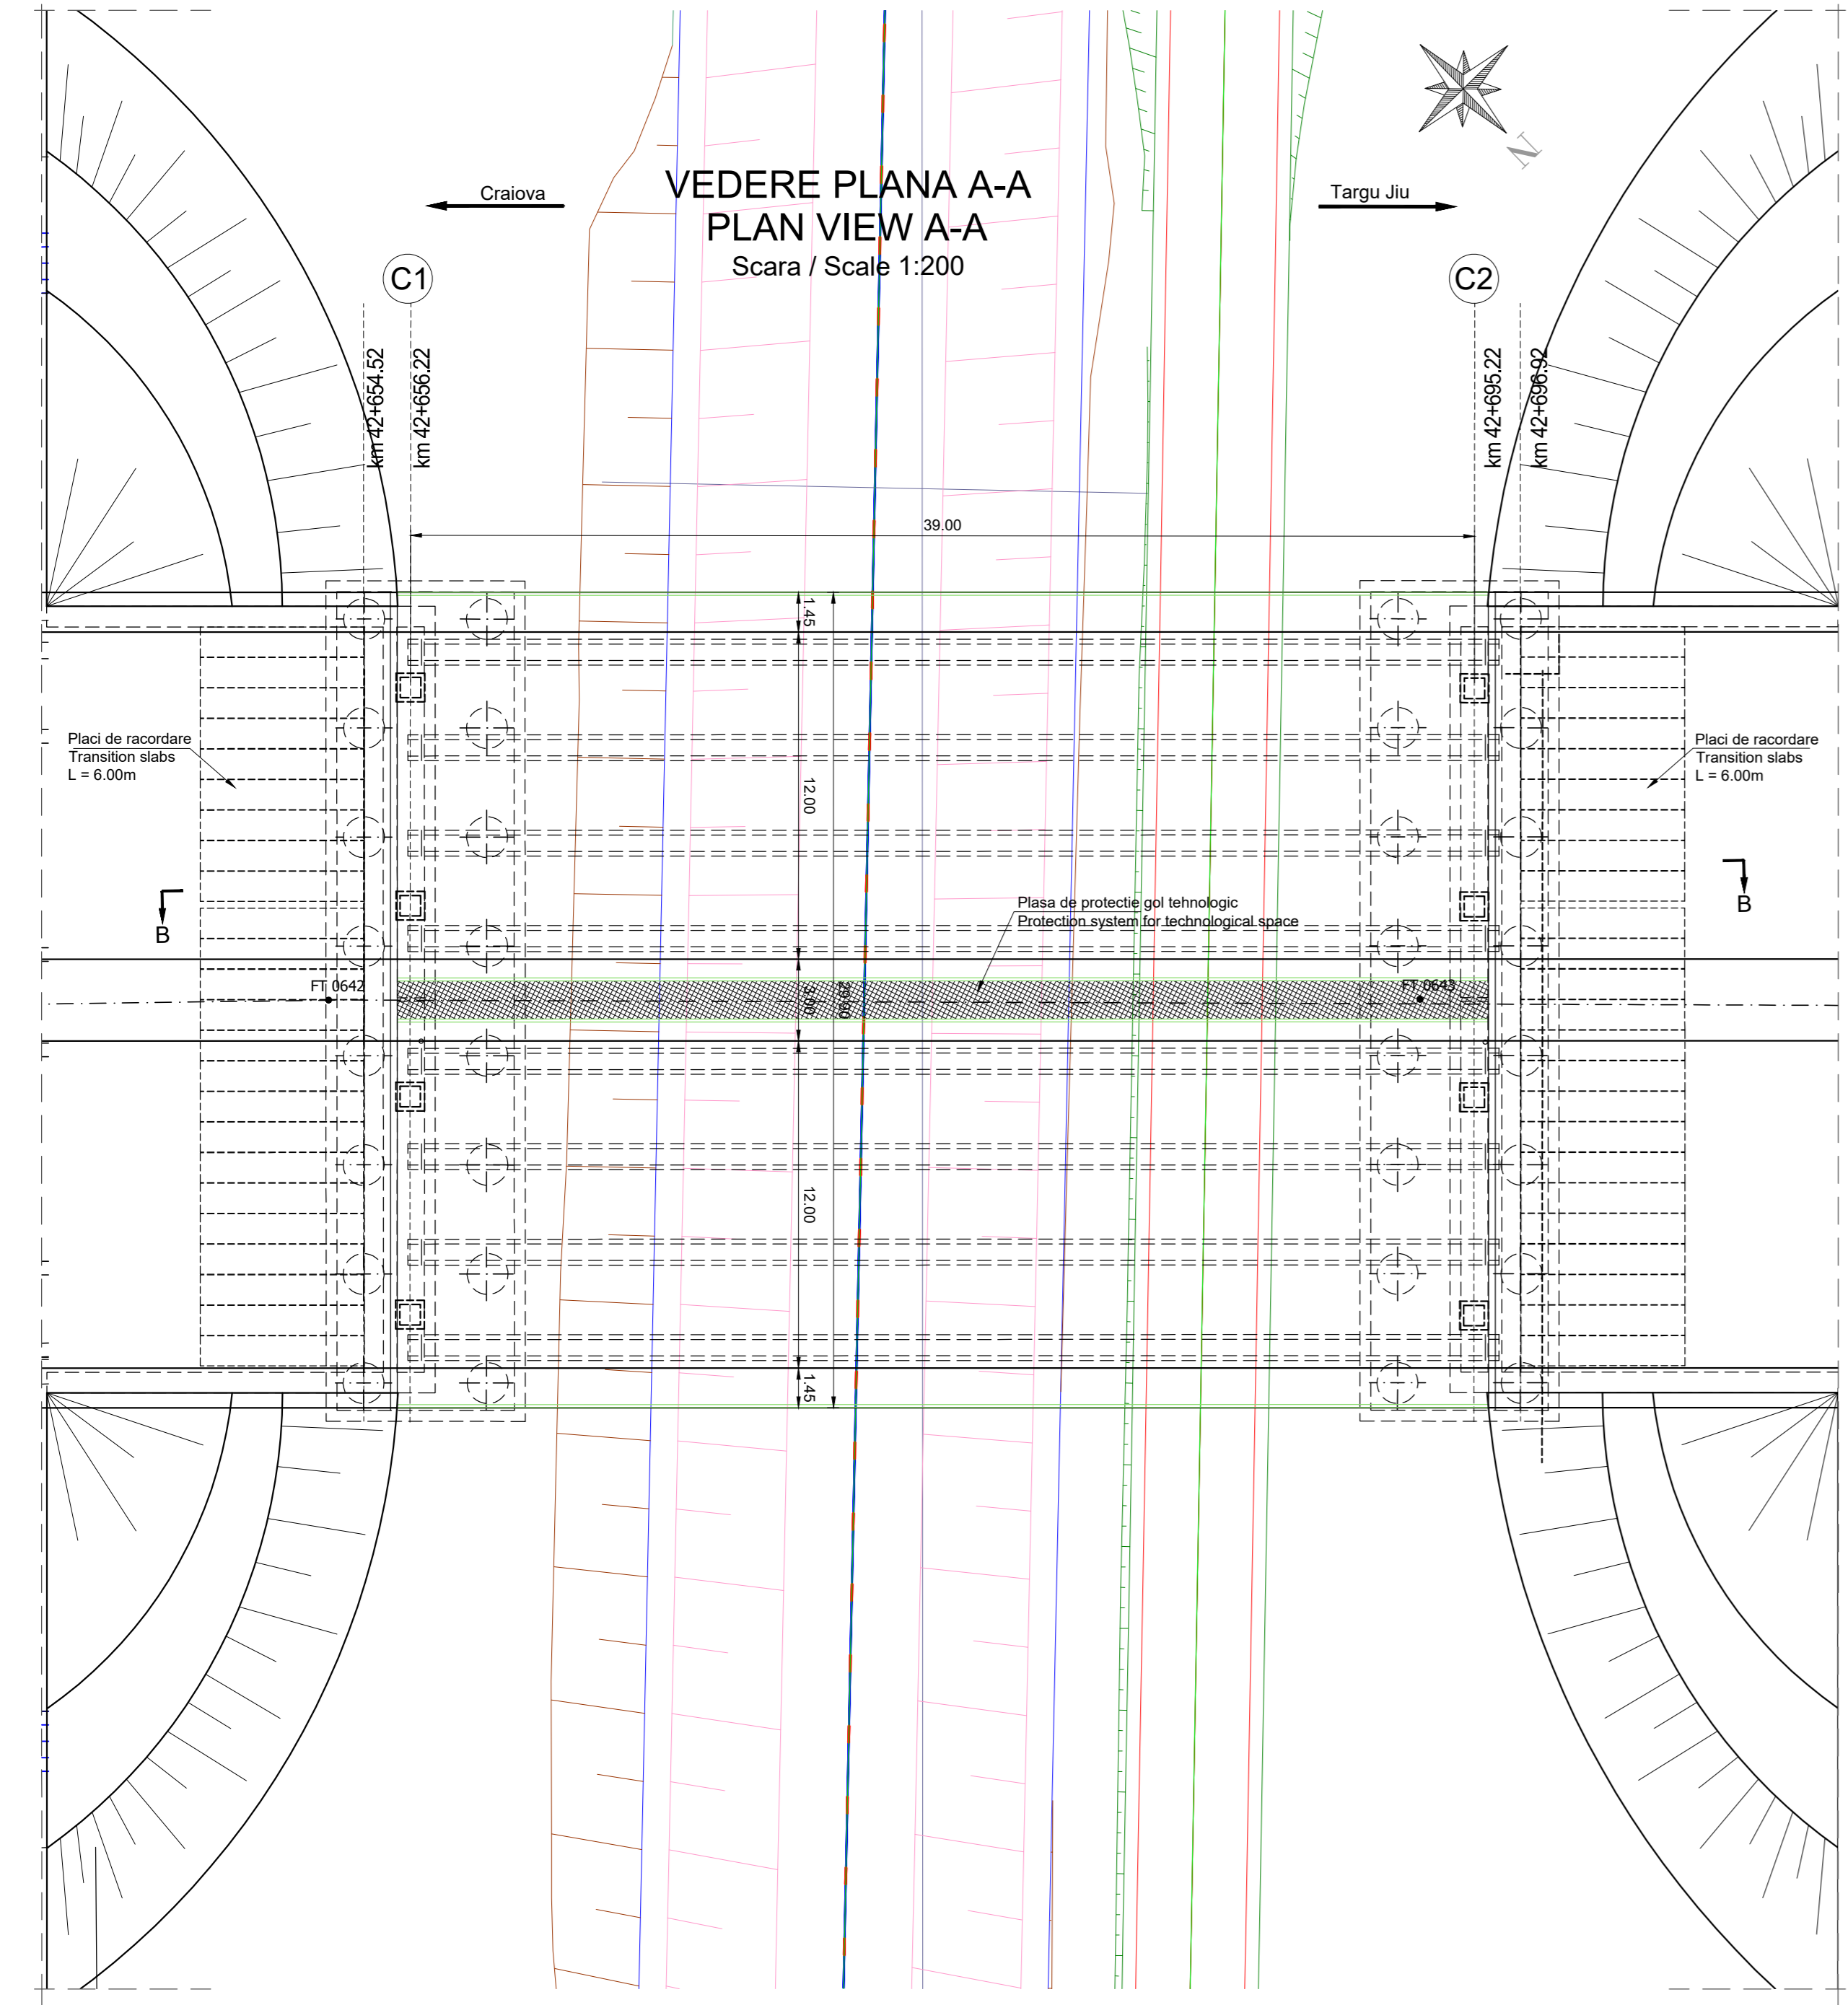 N
Craiova
VEDERE PLANA A-A
PLAN VIEW A-A
Scara / Scale 1:200
Targu Jiu
C1
C2
km 42+654.52
km 42+656.22
km 42+695.22
km 42+696.92
39.00
1.45
12.00
Placi de racordare
Transition slabs
L = 6.00m
Placi de racordare
Transition slabs
L = 6.00m
B
B
Plasa de protectie gol tehnologic
Protection system for technological space
FT 0642
3.00
29.90
FT 0643
12.00
1.45